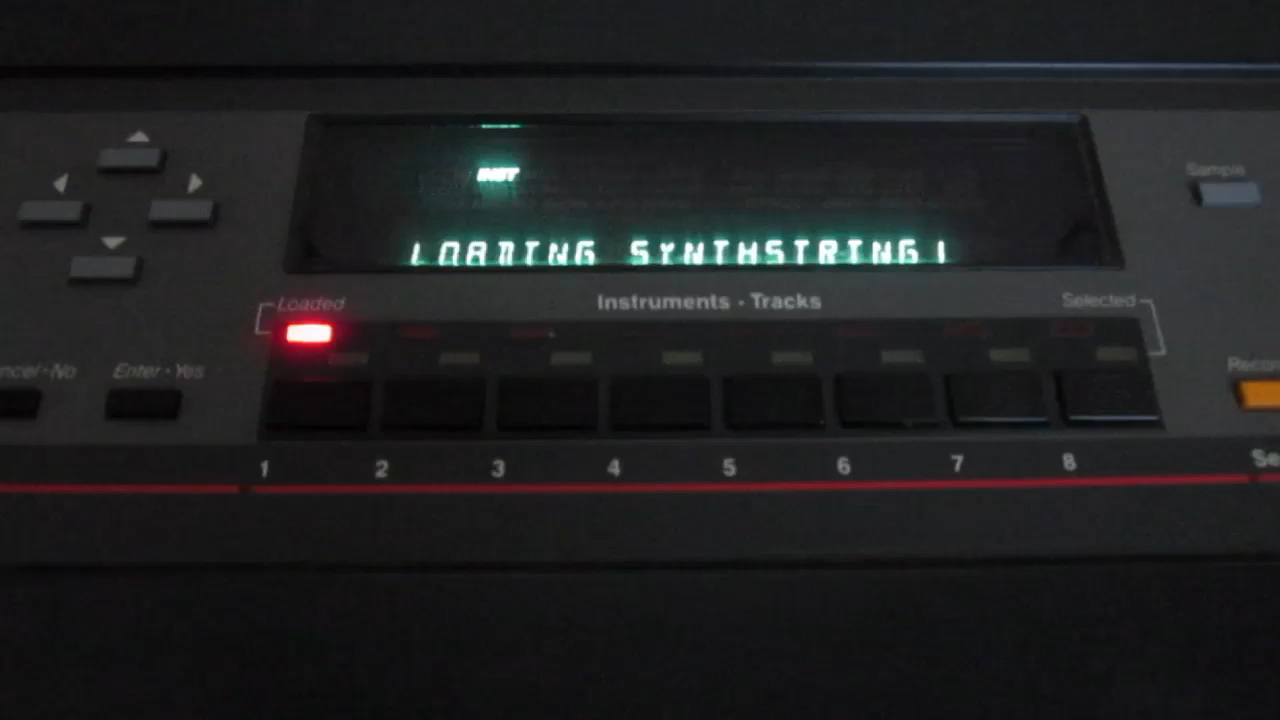 INST
LOADING SYNTHSTRING1
Sample
Loaded
Instruments · Tracks
Selected
ncel · No
Enter · Yes
Recor
1 2 3 4 5 6 7 8
Se